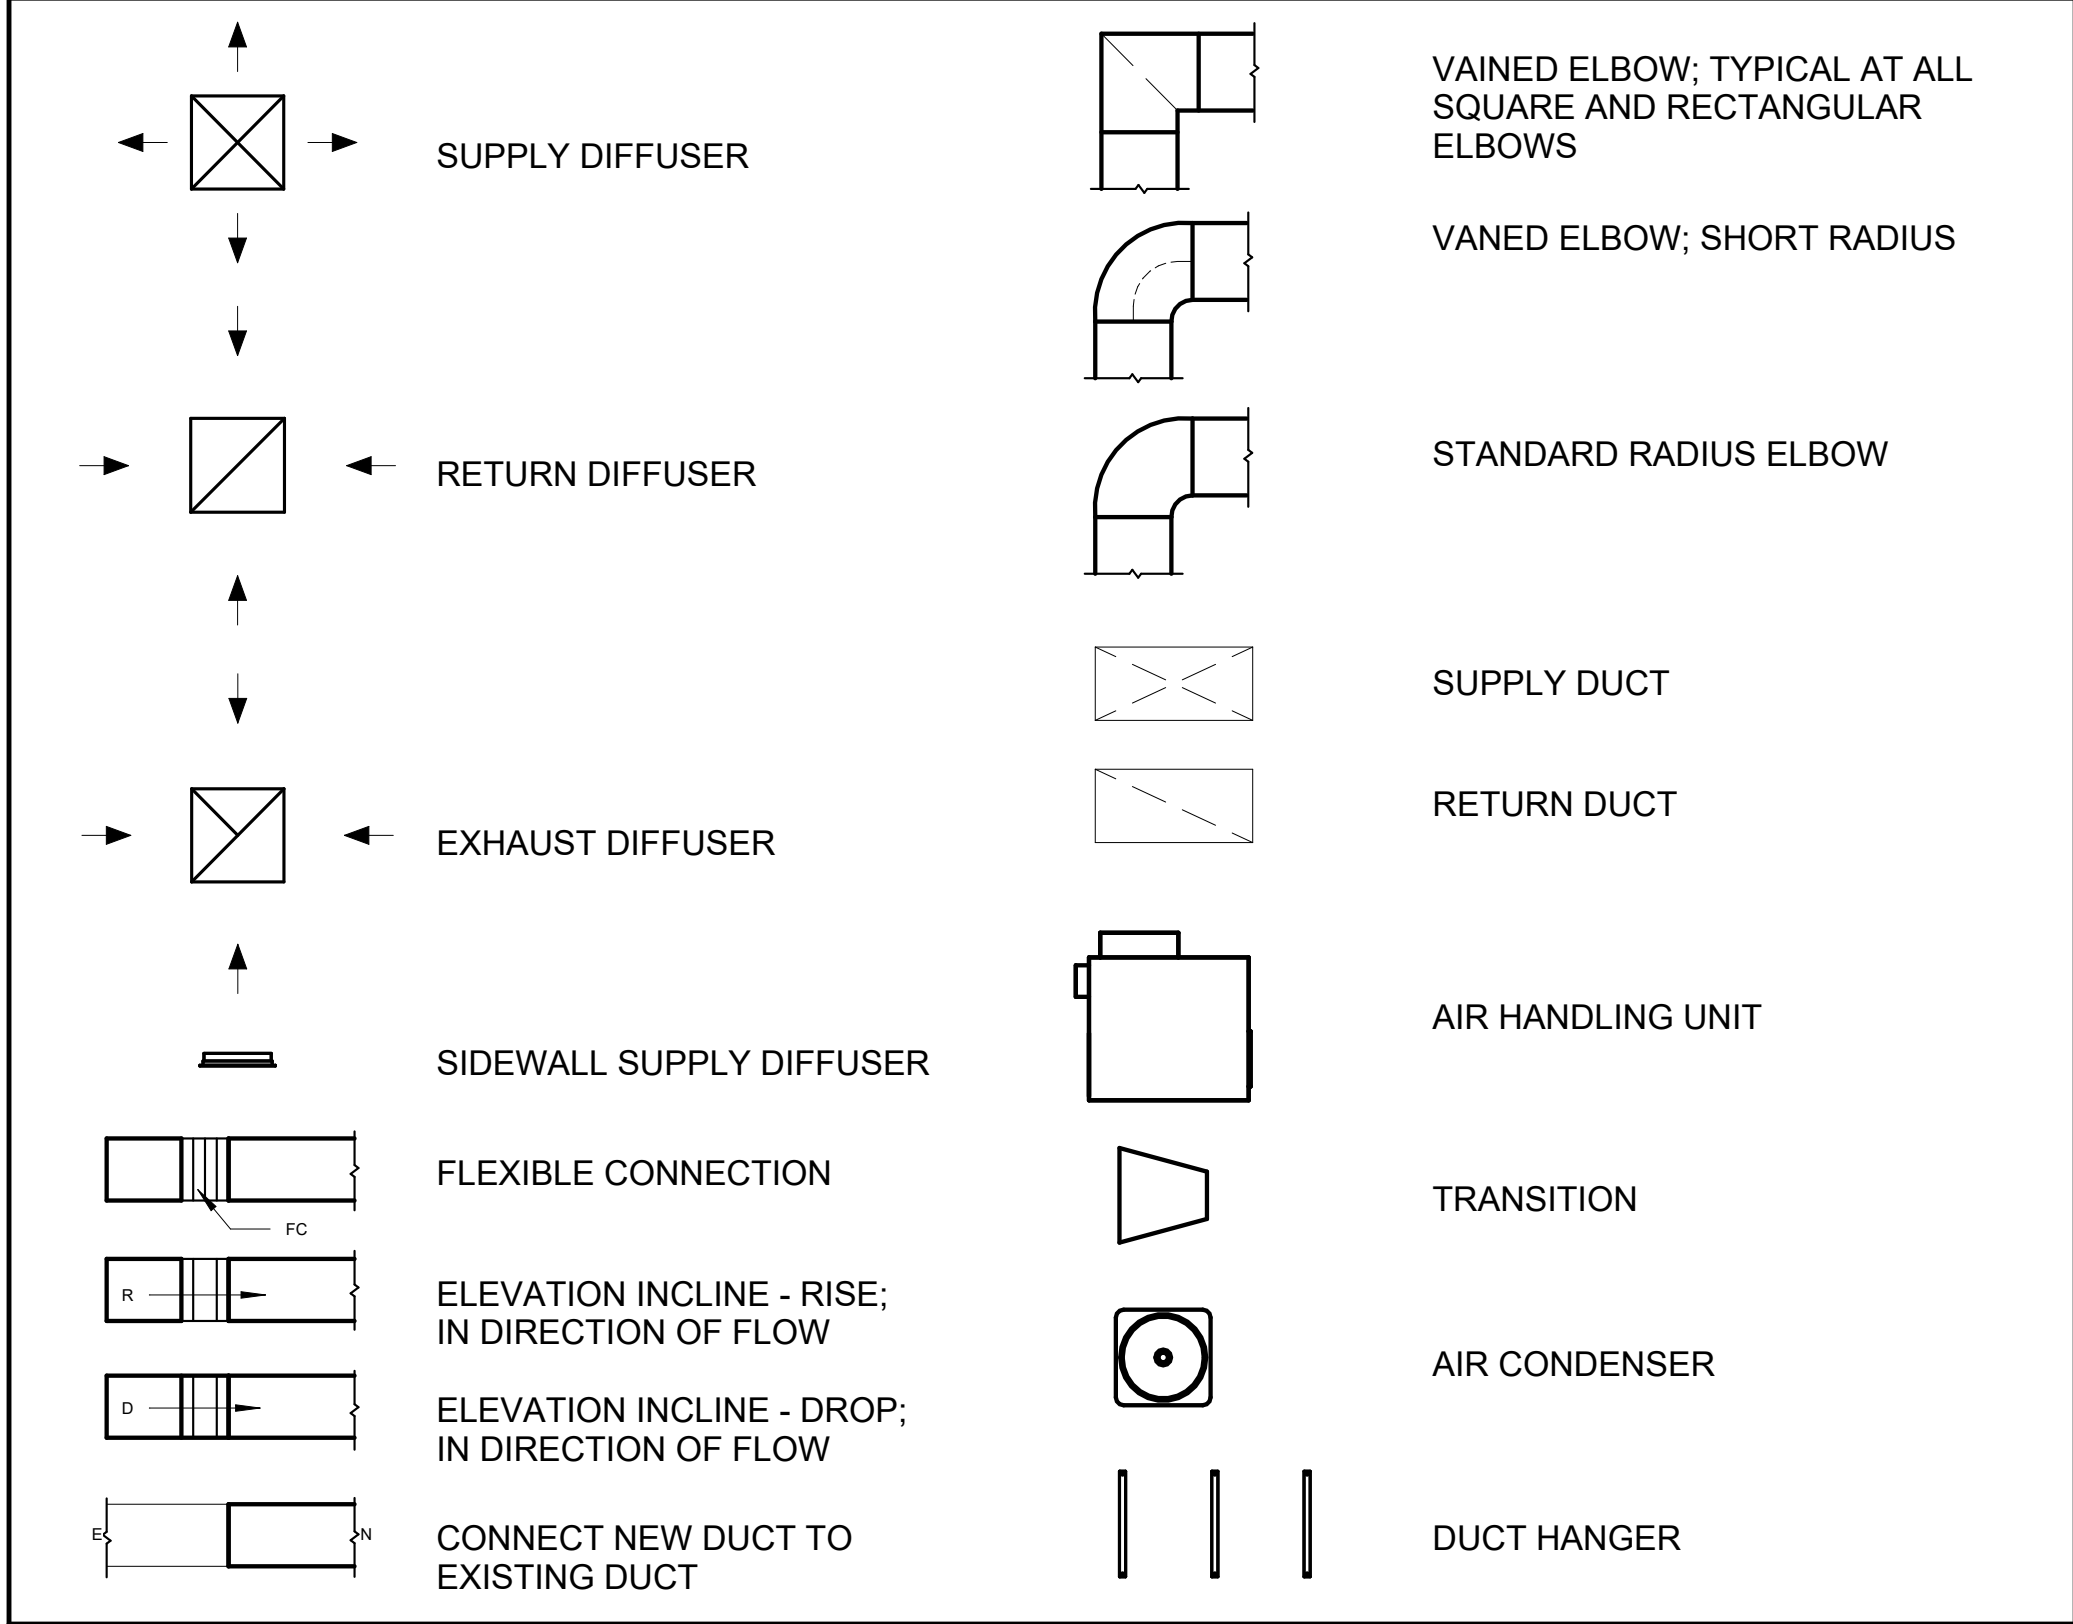 SUPPLY DIFFUSER
RETURN DIFFUSER
EXHAUST DIFFUSER
SIDEWALL SUPPLY DIFFUSER
FLEXIBLE CONNECTION
FC
R
ELEVATION INCLINE - RISE;
IN DIRECTION OF FLOW
D
ELEVATION INCLINE - DROP;
IN DIRECTION OF FLOW
E
N
CONNECT NEW DUCT TO
EXISTING DUCT
VAINED ELBOW; TYPICAL AT ALL
SQUARE AND RECTANGULAR
ELBOWS
VANED ELBOW; SHORT RADIUS
STANDARD RADIUS ELBOW
SUPPLY DUCT
RETURN DUCT
AIR HANDLING UNIT
TRANSITION
AIR CONDENSER
DUCT HANGER